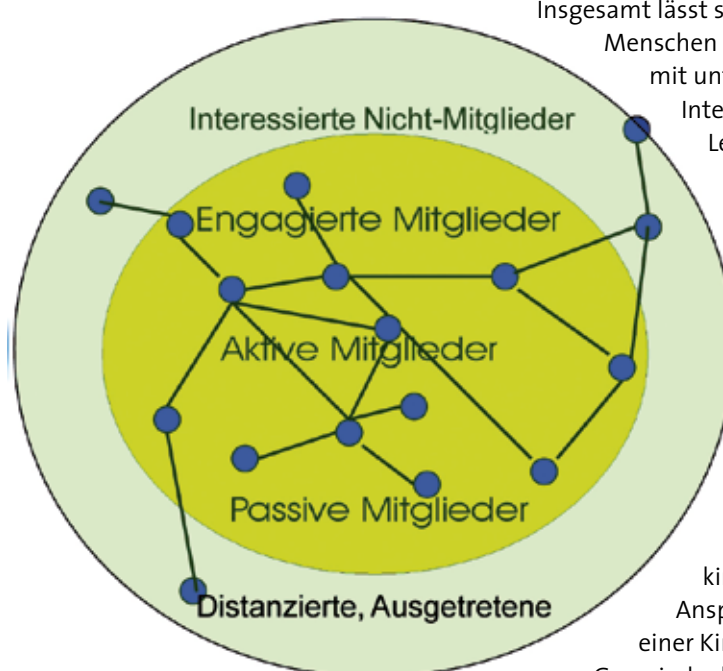 Insgesamt lässt s
Menschen
mit unt
Inte
Le
Interessierte Nicht-Mitglieder
Engagierte Mitglieder
Aktive Mitglieder
Passive Mitglieder
Distanzierte, Ausgetretene
ki
Ansp
einer Ki